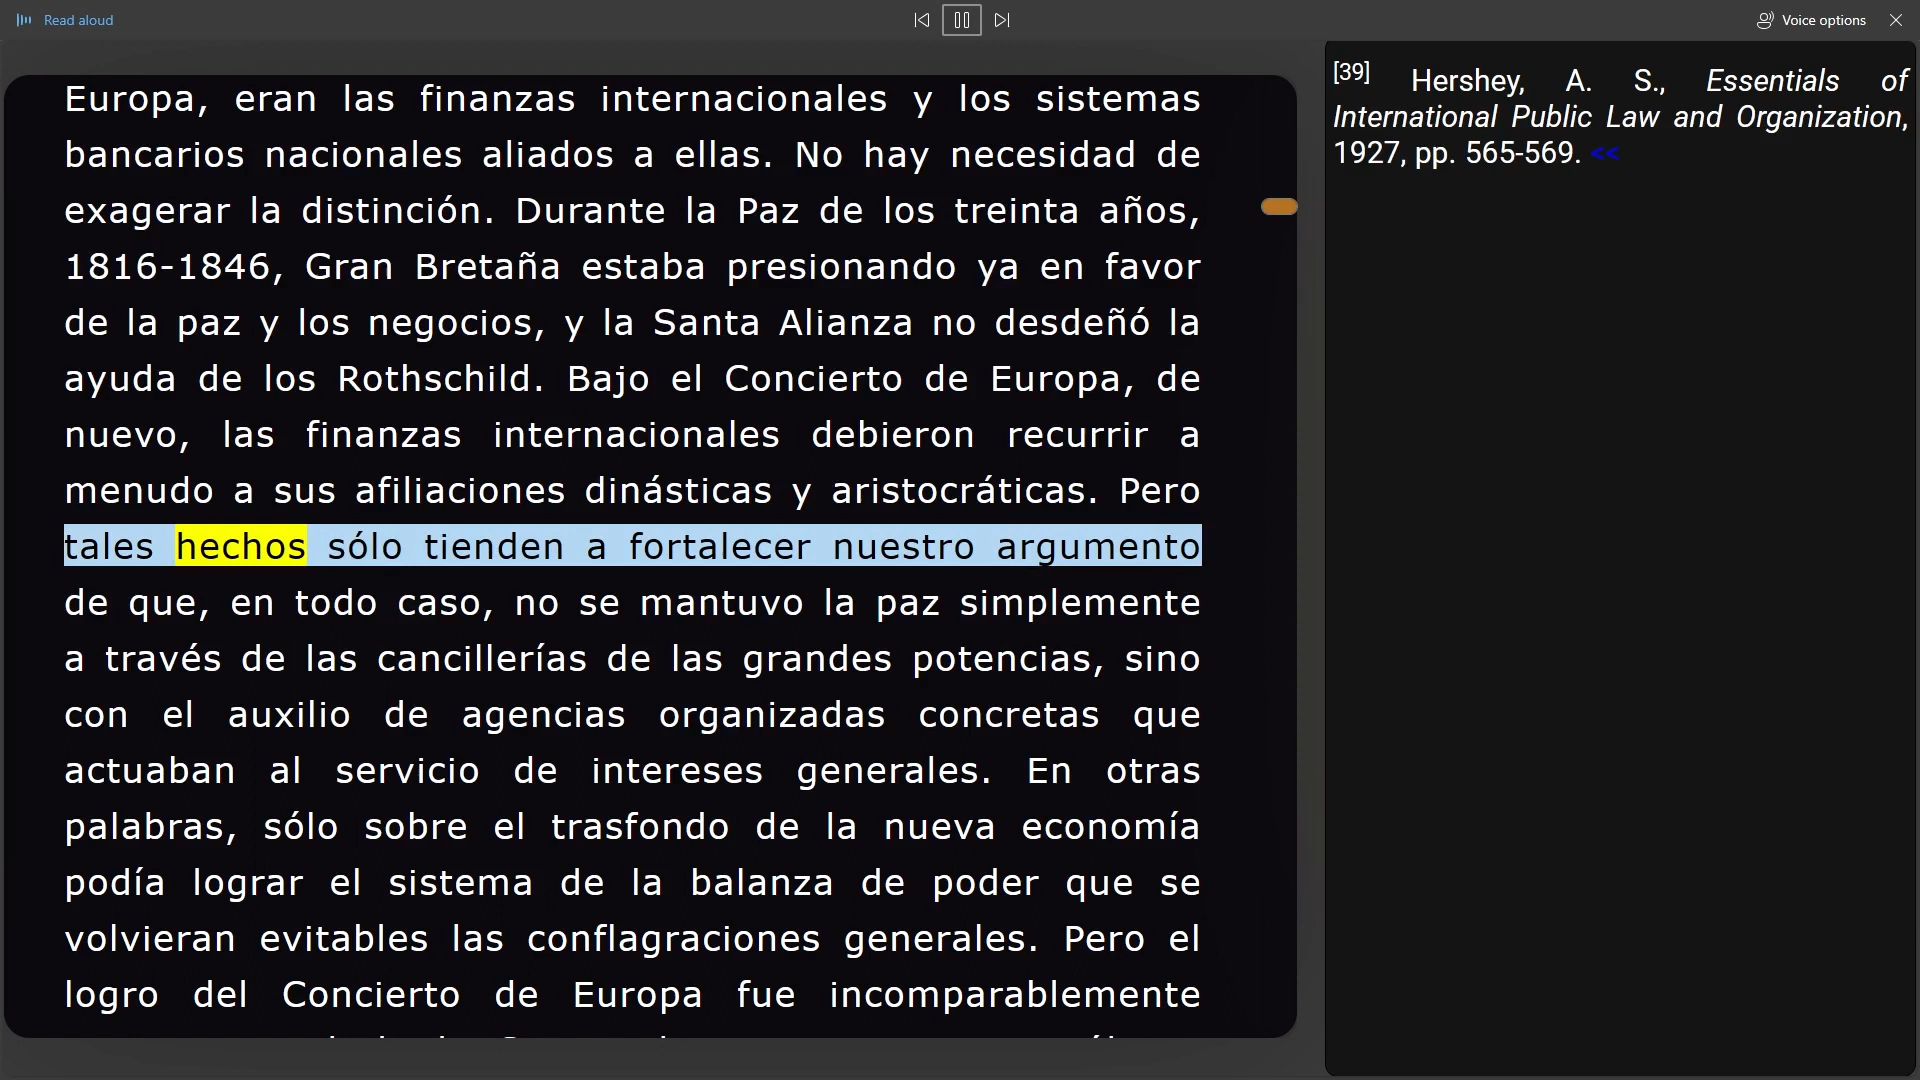 Read aloud
Voice options
Europa, eran las finanzas internacionales y los sistemas
bancarios nacionales aliados a ellas. No hay necesidad de
exagerar la distinción. Durante la Paz de los treinta años,
1816-1846, Gran Bretaña estaba presionando ya en favor
de la paz y los negocios, y la Santa Alianza no desdeñó la
ayuda de los Rothschild. Bajo el Concierto de Europa, de
nuevo, las finanzas internacionales debieron recurrir a
menudo a sus afiliaciones dinásticas y aristocráticas. Pero
tales hechos sólo tienden a fortalecer nuestro argumento
de que, en todo caso, no se mantuvo la paz simplemente
a través de las cancillerías de las grandes potencias, sino
con el auxilio de agencias organizadas concretas que
actuaban al servicio de intereses generales. En otras
palabras, sólo sobre el trasfondo de la nueva economía
podía lograr el sistema de la balanza de poder que se
volvieran evitables las conflagraciones generales. Pero el
logro del Concierto de Europa fue incomparablemente
[39] Hershey, A. S., Essentials of
International Public Law and Organization,
1927, pp. 565-569. <<